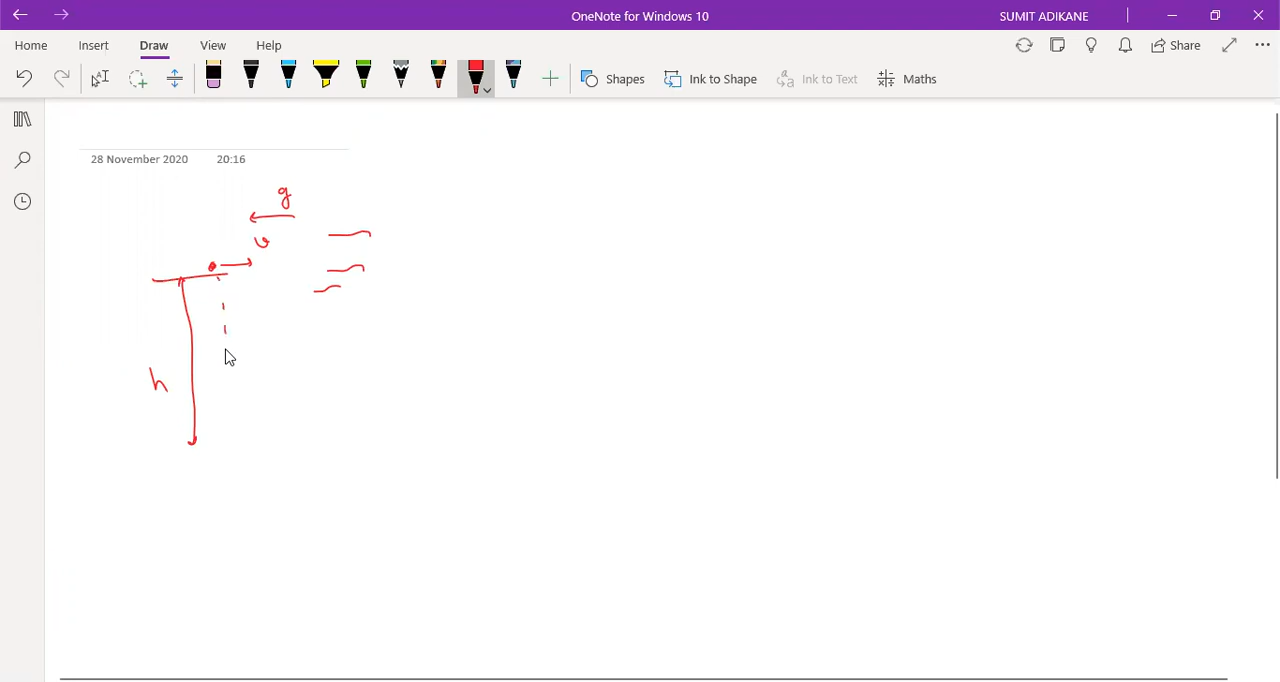 OneNote for Windows 10
SUMIT ADIKANE
Home Insert Draw View Help
Share
Shapes
Ink to Shape
Ink to Text
Maths
28 November 2020 20:16
g
v
h